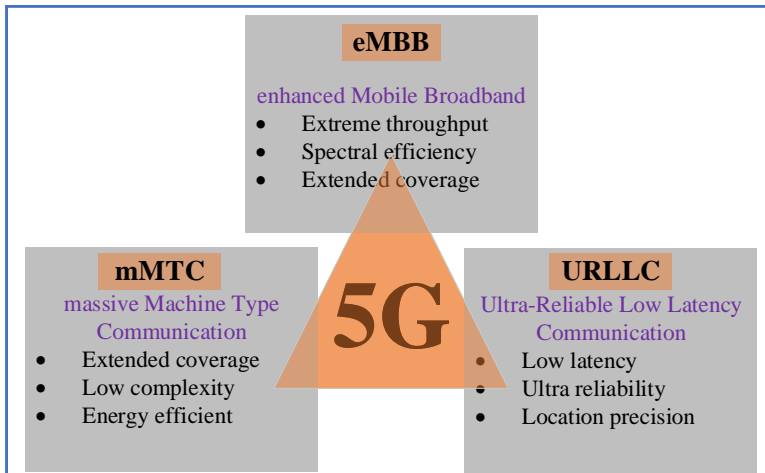 eMBB
enhanced Mobile Broadband
• Extreme throughput
• Spectral efficiency
• Extended coverage
mMTC
massive Machine Type
Communication
• Extended coverage
• Low complexity
• Energy efficient
5G
URLLC
Ultra-Reliable Low Latency
Communication
• Low latency
• Ultra reliability
• Location precision